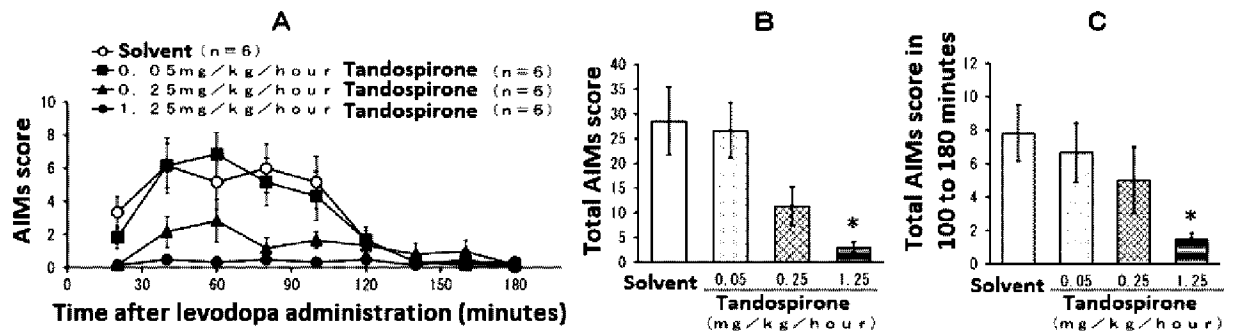 A
Solvent (n=6)
0.05mg/kg/hour Tandospirone (n=6)
0.25mg/kg/hour Tandospirone (n=6)
1.25mg/kg/hour Tandospirone (n=6)
AIMs score
10
8
6
4
2
0
0 30 60 90 120 150 180
Time after levodopa administration (minutes)
B
Total AIMs score
40
35
30
25
20
15
10
5
0
*
Solvent 0.05 0.25 1.25
Tandospirone
(mg/kg/hour)
C
Total AIMs score in
100 to 180 minutes
12
10
8
6
4
2
0
*
Solvent 0.05 0.25 1.25
Tandospirone
(mg/kg/hour)